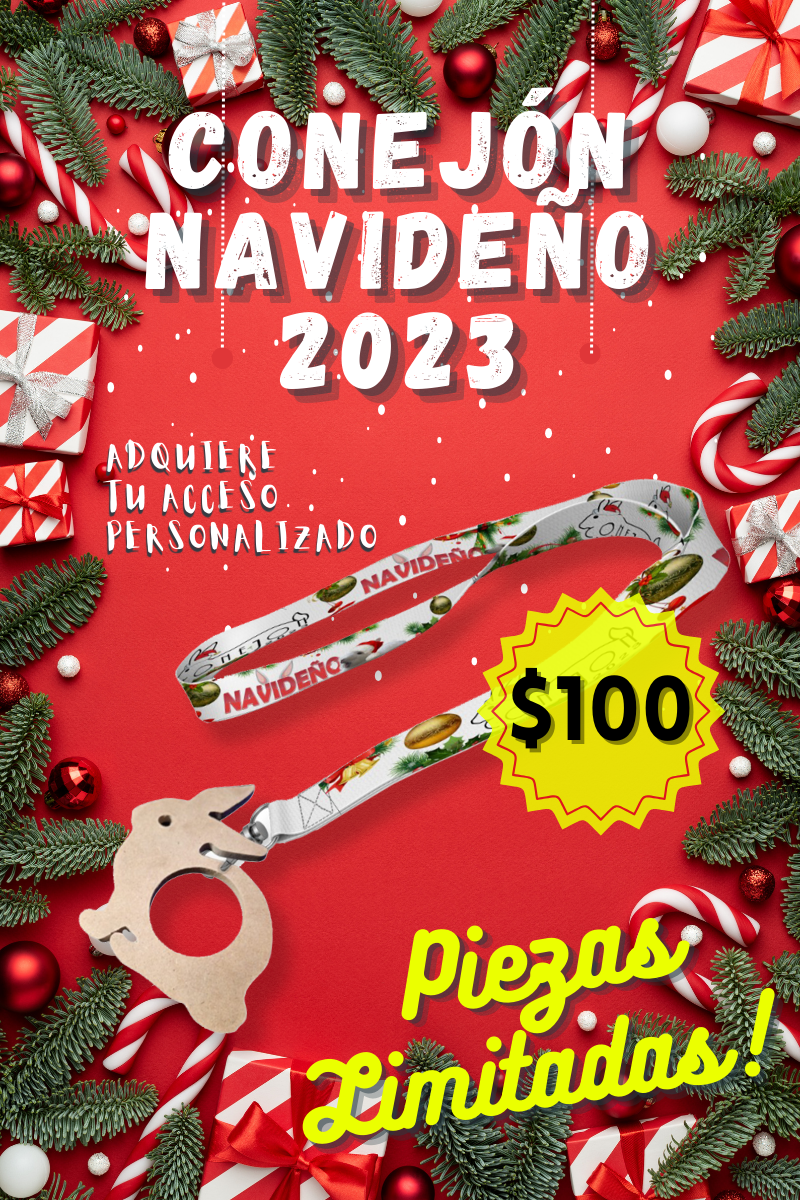 CONEJÓN
NAVIDEÑO
2023
ADQUIERE
TU ACCESO
PERSONALIZADO
NAVIDEÑO
NAVIDEÑO
$100
Piezas
Limitadas!